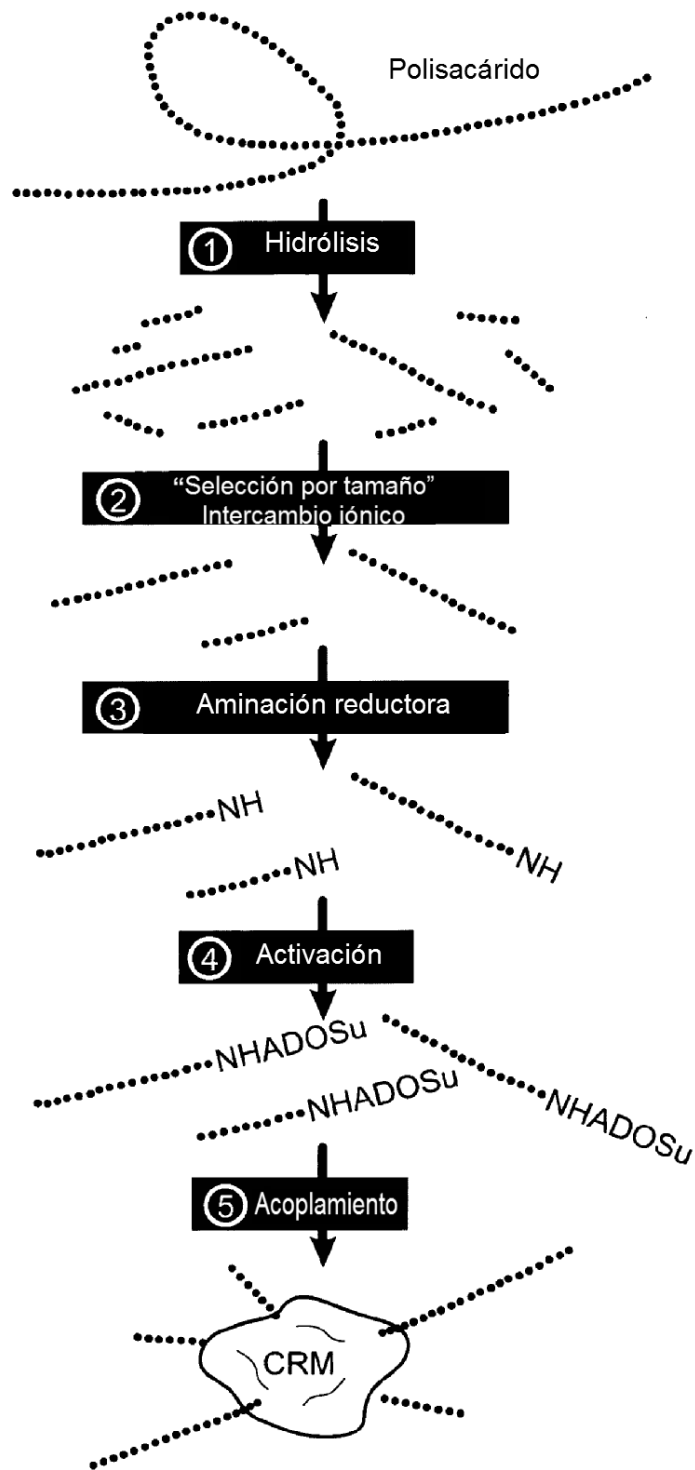 Polisacárido
1 Hidrólisis
2 “Selección por tamaño”
Intercambio iónico
3 Aminación reductora
NH
NH
NH
4 Activación
NHADOSu
NHADOSu
NHADOSu
5 Acoplamiento
CRM